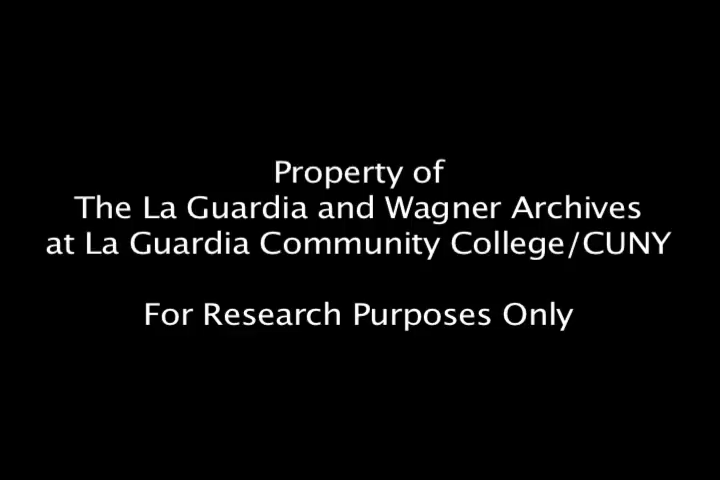 Property of
The La Guardia and Wagner Archives
at La Guardia Community College/CUNY
For Research Purposes Only